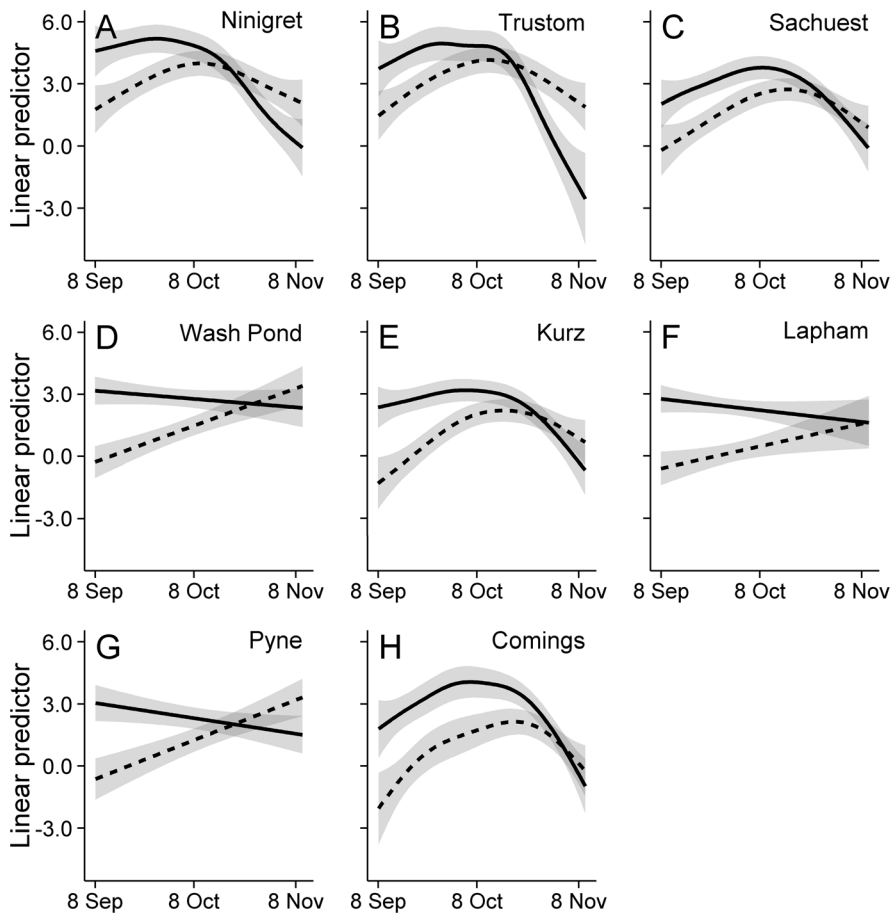 A Ninigret
B Trustom
C Sachuest
Linear predictor
6.0
3.0
0.0
-3.0
8 Sep 8 Oct 8 Nov
8 Sep 8 Oct 8 Nov
8 Sep 8 Oct 8 Nov
D Wash Pond
E Kurz
F Lapham
Linear predictor
6.0
3.0
0.0
-3.0
8 Sep 8 Oct 8 Nov
8 Sep 8 Oct 8 Nov
8 Sep 8 Oct 8 Nov
G Pyne
H Comings
Linear predictor
6.0
3.0
0.0
-3.0
8 Sep 8 Oct 8 Nov
8 Sep 8 Oct 8 Nov